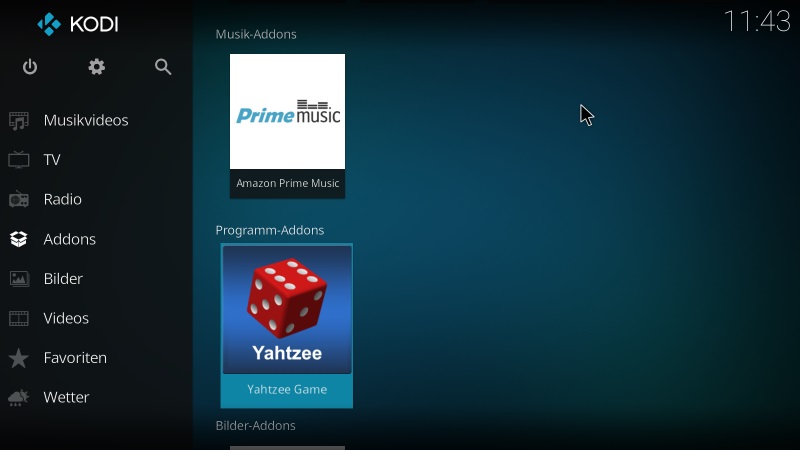 KODI
11:43
Musikvideos
TV
Radio
Addons
Bilder
Videos
Favoriten
Wetter
Musik-Addons
Prime music
Amazon Prime Music
Programm-Addons
Yahtzee
Yahtzee Game
Bilder-Addons